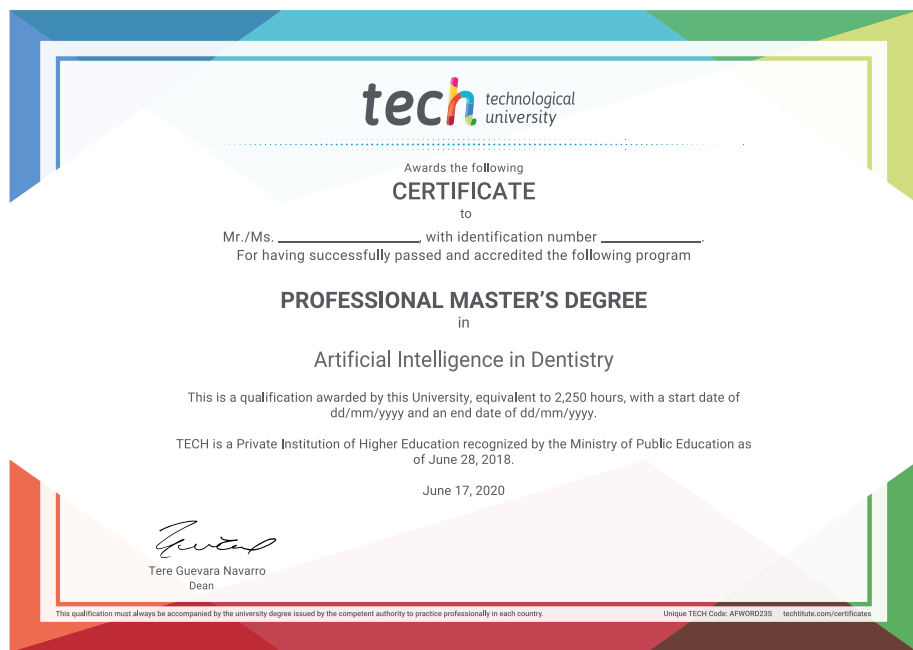 tech technological
university
Awards the following
CERTIFICATE
to
Mr./Ms. ____________________, with identification number ______________.
For having successfully passed and accredited the following program
PROFESSIONAL MASTER'S DEGREE
in
Artificial Intelligence in Dentistry
This is a qualification awarded by this University, equivalent to 2,250 hours, with a start date of
dd/mm/yyyy and an end date of dd/mm/yyyy.
TECH is a Private Institution of Higher Education recognized by the Ministry of Public Education as
of June 28, 2018.
June 17, 2020
Tere Guevara Navarro
Dean
This qualification must always be accompanied by the university degree issued by the competent authority to practice professionally in each country.
Unique TECH Code: AFWORD23S techtitute.com/certificates